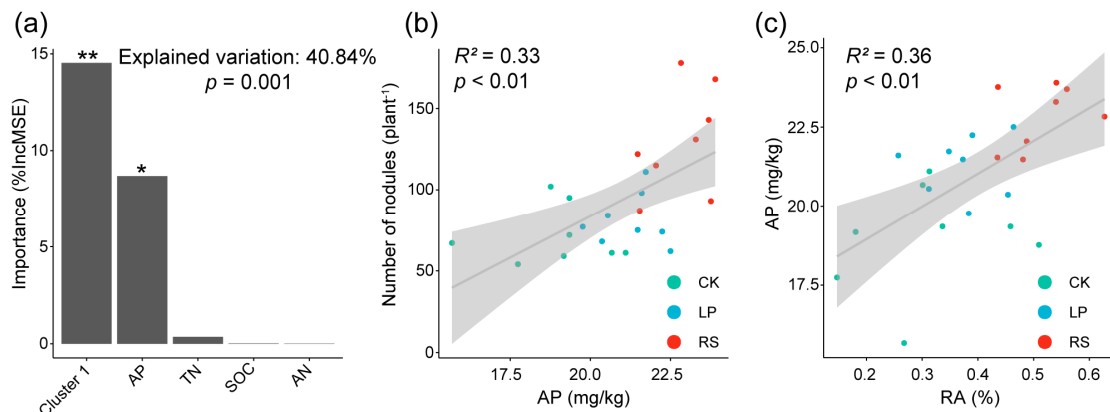 (a)
Explained variation: 40.84%
p = 0.001
**
*
Importance (%IncMSE)
15
10
5
0
Cluster 1
AP
TN
SOC
AN
(b)
R² = 0.33
p < 0.01
Number of nodules (plant⁻¹)
150
100
50
0
CK
LP
RS
17.5
20.0
22.5
AP (mg/kg)
(c)
R² = 0.36
p < 0.01
AP (mg/kg)
25.0
22.5
20.0
17.5
CK
LP
RS
0.2
0.3
0.4
0.5
0.6
RA (%)